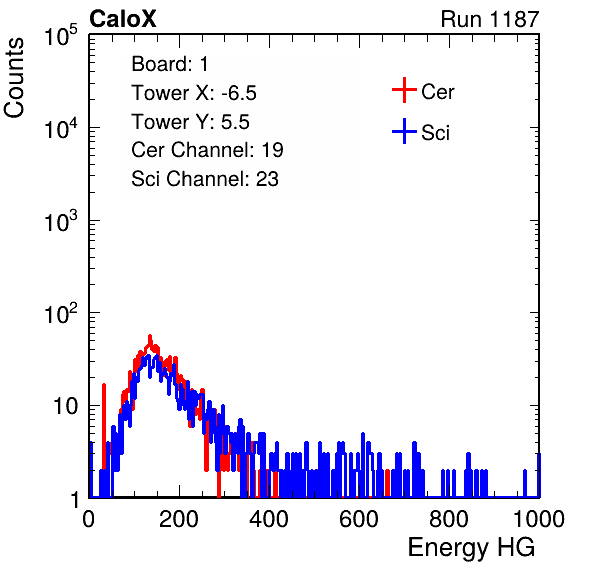 CaloX Run 1187
Counts
10^5
10^4
10^3
10^2
10
1
Board: 1
Tower X: -6.5
Tower Y: 5.5
Cer Channel: 19
Sci Channel: 23
Cer
Sci
0 200 400 600 800 1000
Energy HG